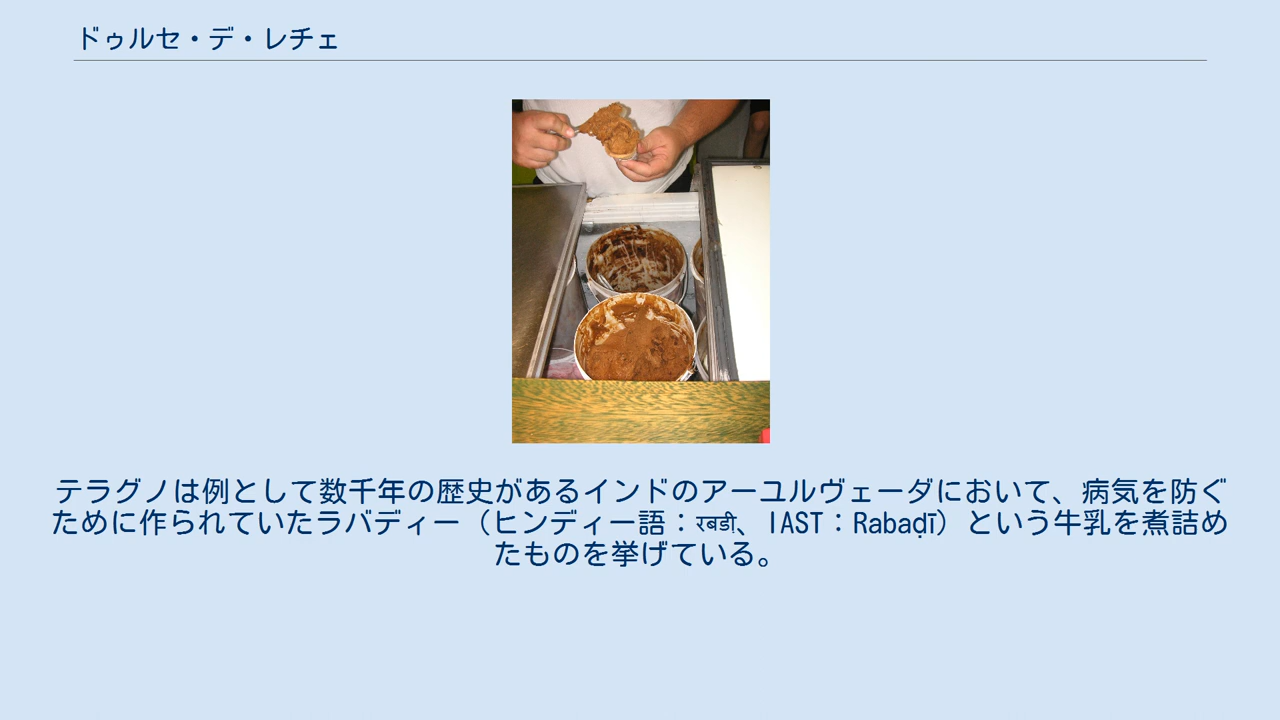 ドゥルセ・デ・レチェ
テラグノは例として数千年の歴史があるインドのアーユルヴェーダにおいて、病気を防ぐ
ために作られていたラバディー（ヒンディー語：रबडी、IAST：Rabaḍī）という牛乳を煮詰め
たものを挙げている。